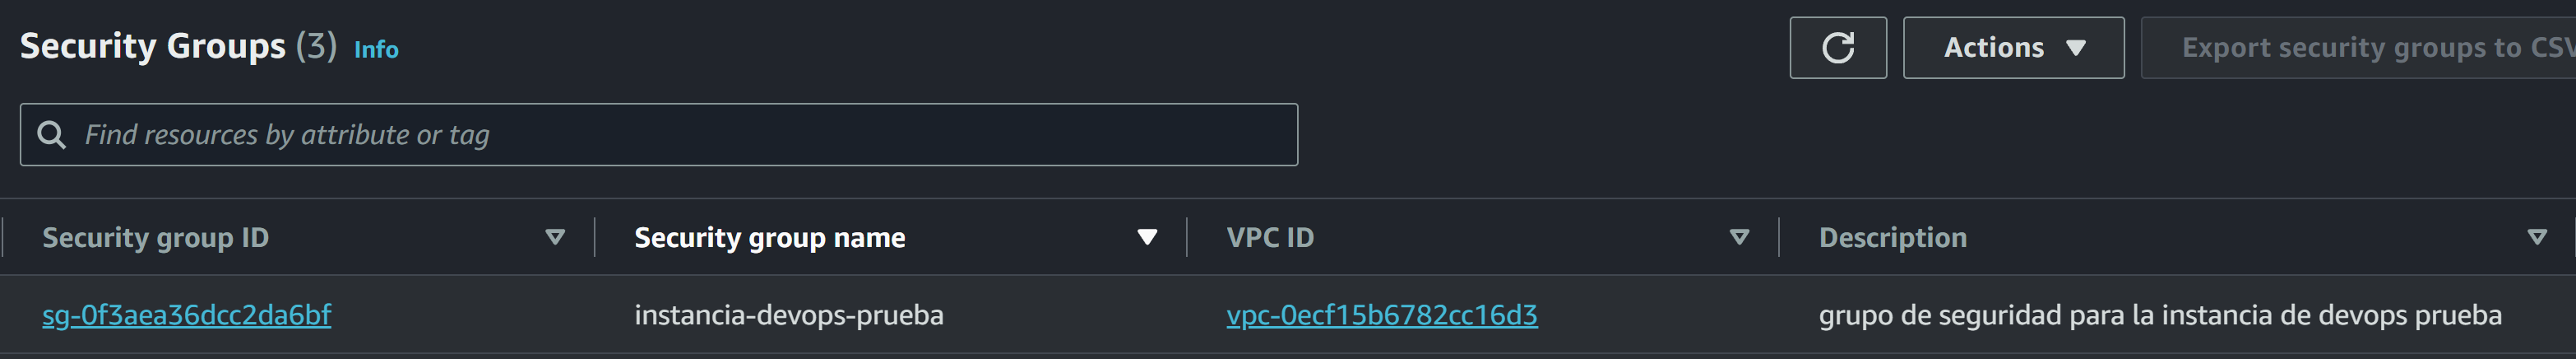 Security Groups (3) Info
Actions
Export security groups to CSV
Find resources by attribute or tag
Security group ID Security group name VPC ID Description
sg-0f3aea36dcc2da6bf instancia-devops-prueba vpc-0ecf15b6782cc16d3 grupo de seguridad para la instancia de devops prueba